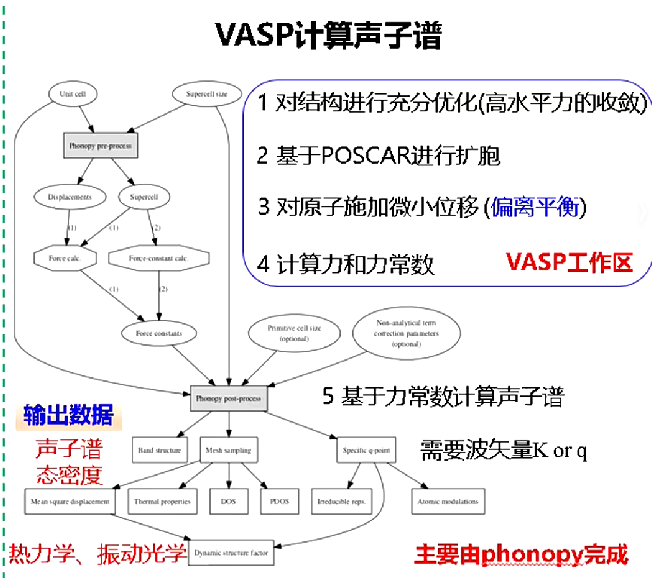 VASP计算声子谱
Unit cell
Supercell size
1 对结构进行充分优化(高水平力的收敛)
Phonopy pre-process
2 基于POSCAR进行扩胞
Displacements
Supercell
3 对原子施加微小位移 (偏离平衡)
(1)
(1)
(2)
Force calc.
Force-constant calc.
4 计算力和力常数
VASP工作区
(1)
(2)
Force constants
Primitive cell size
(optional)
Non-analytical term
correction parameters
(optional)
Phonopy post-process
5 基于力常数计算声子谱
输出数据
声子谱
态密度
Band structure
Mesh sampling
Specific q-point
需要波矢量K or q
Mean square displacement
Thermal properties
DOS
PDOS
Irreducible reps.
Atomic modulations
热力学、振动光学
Dynamic structure factor
主要由phonopy完成